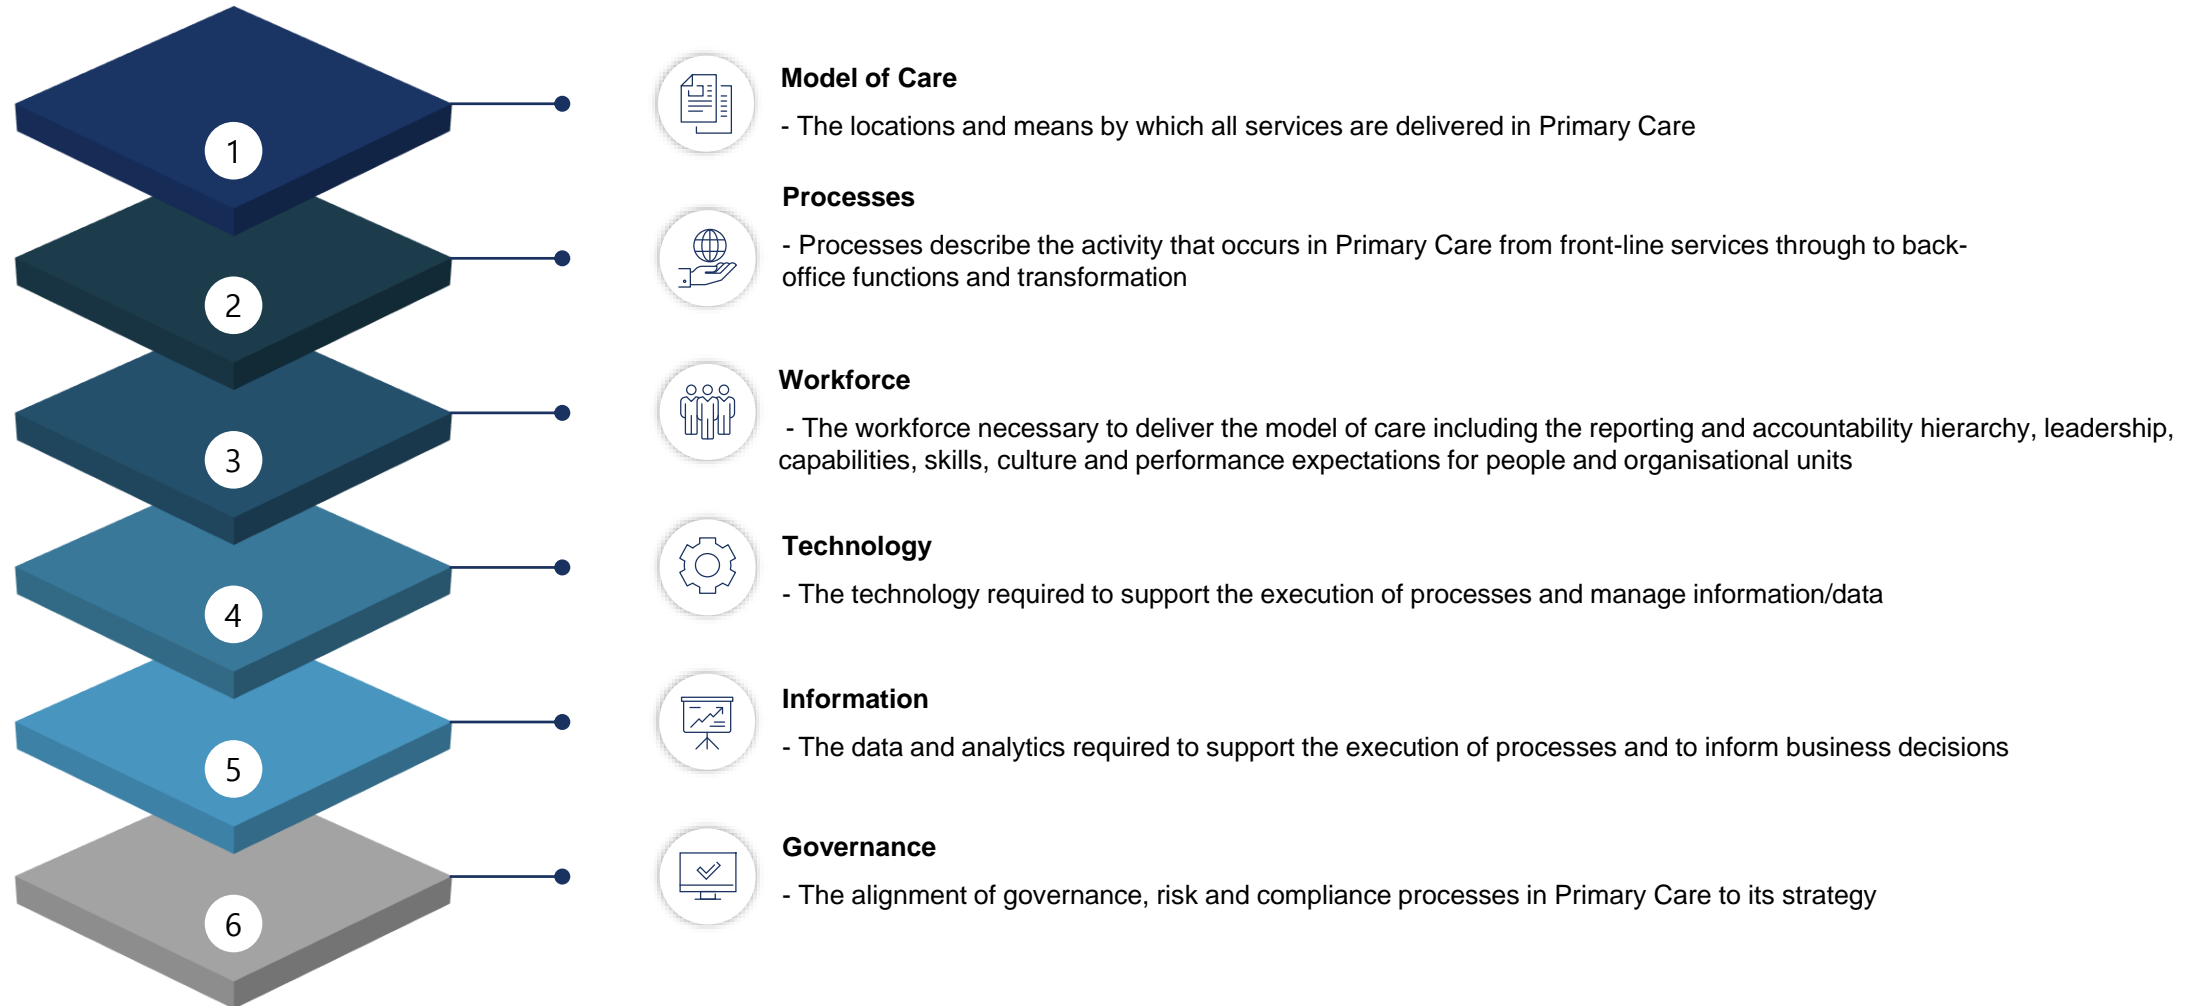 1
Model of Care
- The locations and means by which all services are delivered in Primary Care
2
Processes
- Processes describe the activity that occurs in Primary Care from front-line services through to back-
office functions and transformation
3
Workforce
- The workforce necessary to deliver the model of care including the reporting and accountability hierarchy, leadership,
capabilities, skills, culture and performance expectations for people and organisational units
4
Technology
- The technology required to support the execution of processes and manage information/data
5
Information
- The data and analytics required to support the execution of processes and to inform business decisions
6
Governance
- The alignment of governance, risk and compliance processes in Primary Care to its strategy